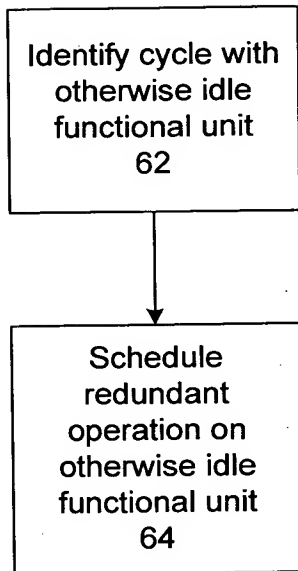 Identify cycle with
otherwise idle
functional unit
62
Schedule
redundant
operation on
otherwise idle
functional unit
64